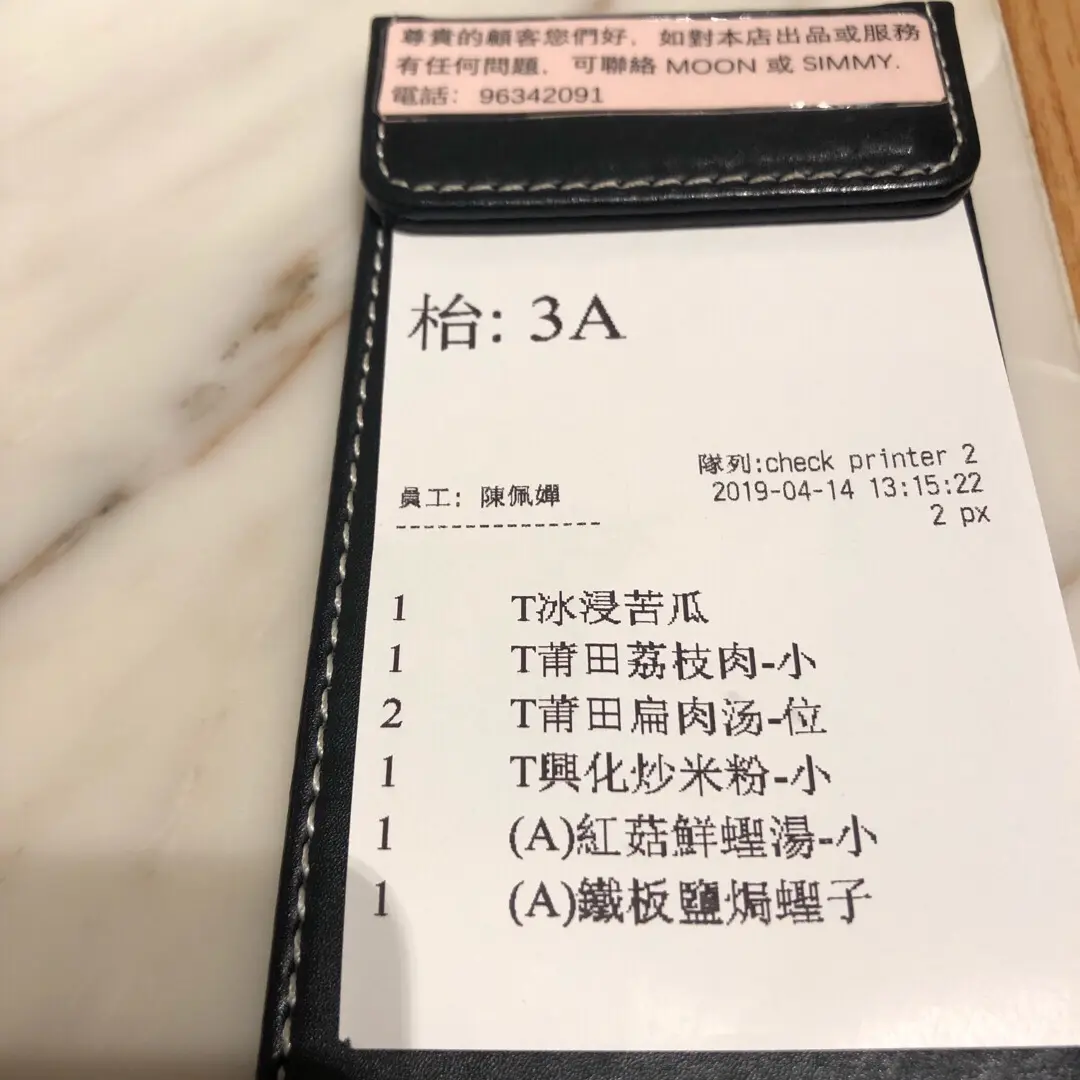 尊貴的顧客您們好，如對本店出品或服務
有任何問題，可聯絡 MOON 或 SIMMY.
電話：96342091
枱: 3A
隊列:check printer 2
員工: 陳佩嬋 2019-04-14 13:15:22
2 px
---------------
1 T冰浸苦瓜
1 T莆田荔枝肉-小
2 T莆田扁肉汤-位
1 T興化炒米粉-小
1 (A)紅菇鮮蟶湯-小
1 (A)鐵板鹽焗蟶子